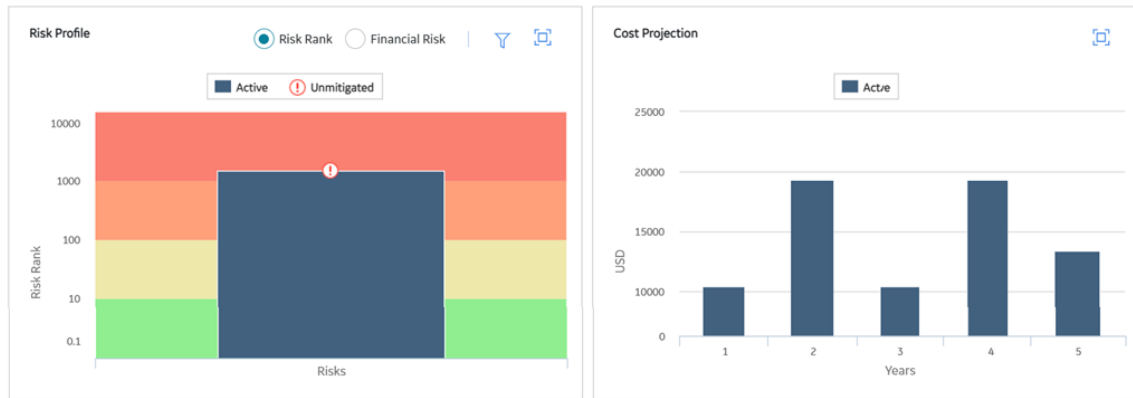 Risk Profile
Risk Rank
Financial Risk
Active
Unmitigated
10000
1000
100
10
0.1
Risk Rank
Risks
Cost Projection
Active
25000
20000
15000
10000
0
USD
1 2 3 4 5
Years